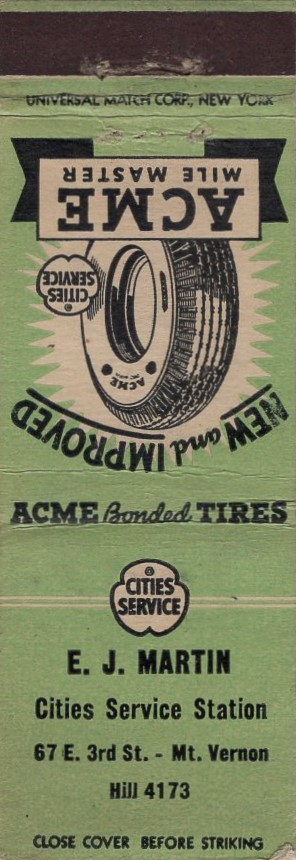 UNIVERSAL MATCH CORP., NEW YORK
ACME
MILE MASTER
CITIES
SERVICE
ACME
NEW and IMPROVED
ACME Bonded TIRES
CITIES
SERVICE
E. J. MARTIN
Cities Service Station
67 E. 3rd St. - Mt. Vernon
Hill 4173
CLOSE COVER BEFORE STRIKING